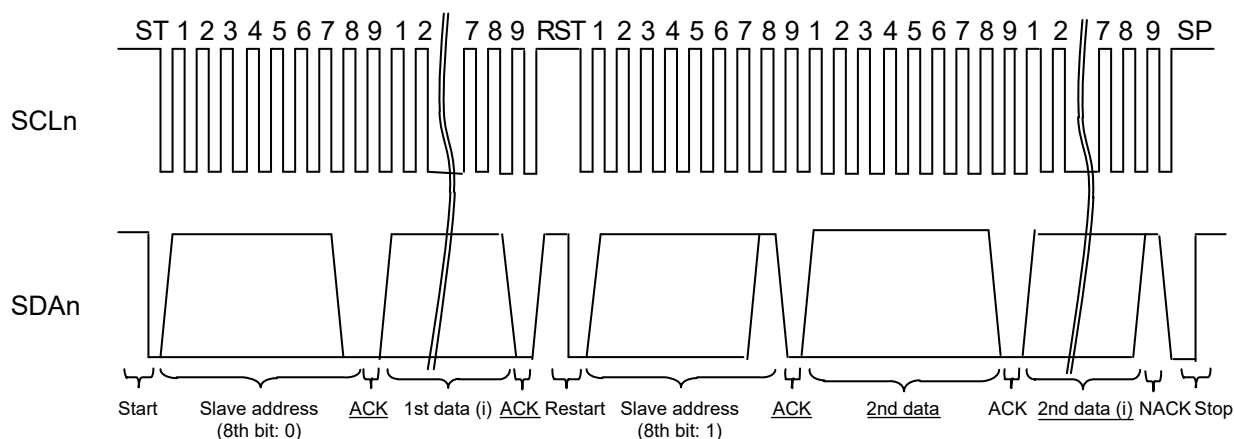 ST 1 2 3 4 5 6 7 8 9 1 2 7 8 9 RST 1 2 3 4 5 6 7 8 9 1 2 3 4 5 6 7 8 9 1 2 7 8 9 SP
SCLn
SDAn
Start Slave address ACK 1st data (i) ACK Restart Slave address ACK 2nd data ACK 2nd data (i) NACK Stop
(8th bit: 0) (8th bit: 1)